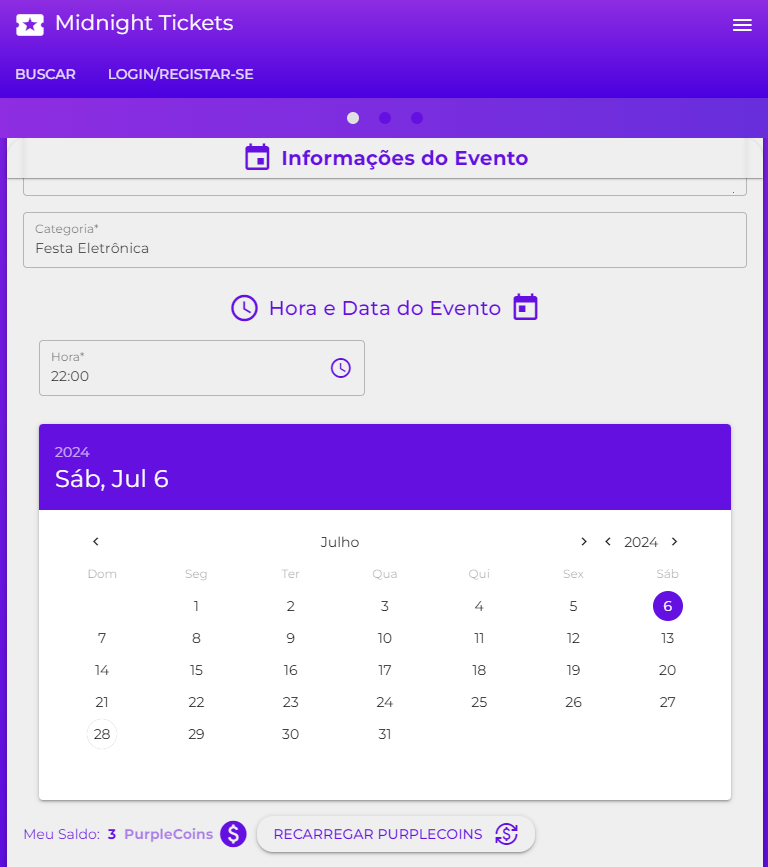 Midnight Tickets
BUSCAR LOGIN/REGISTAR-SE
Informações do Evento
Categoria*
Festa Eletrônica
Hora e Data do Evento
Hora*
22:00
2024
Sáb, Jul 6
Julho 2024
Dom Seg Ter Qua Qui Sex Sáb
1 2 3 4 5 6
7 8 9 10 11 12 13
14 15 16 17 18 19 20
21 22 23 24 25 26 27
28 29 30 31
Meu Saldo: 3 PurpleCoins RECARREGAR PURPLECOINS